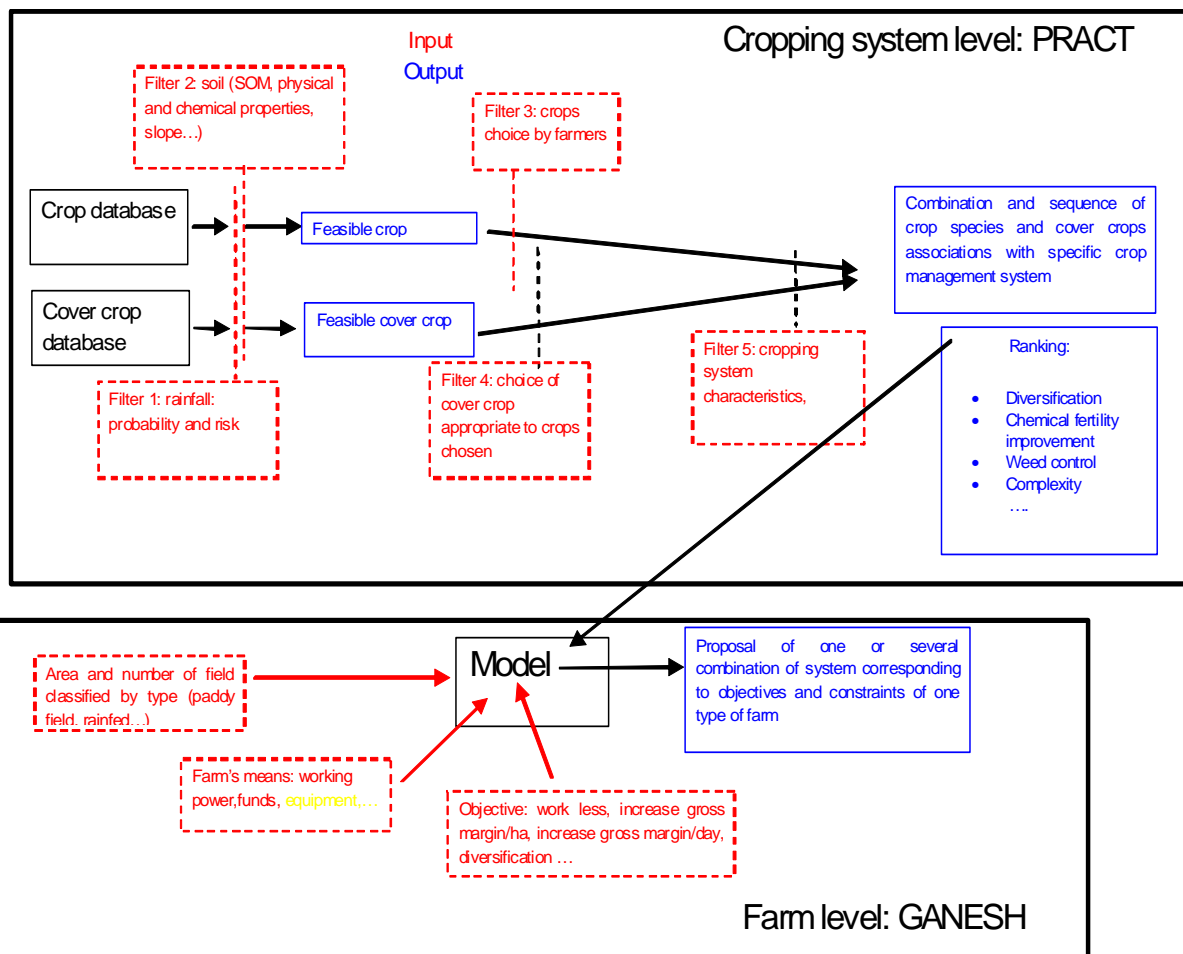 Cropping system level: PRACT
Input
Output
Filter 2: soil (SOM, physical
and chemical properties,
slope…)
Filter 3: crops
choice by farmers
Crop database
Feasible crop
Combination and sequence of
crop species and cover crops
associations with specific crop
management system
Cover crop
database
Feasible cover crop
Filter 1: rainfall:
probability and risk
Filter 4: choice of
cover crop
appropriate to crops
chosen
Filter 5: cropping
system
characteristics,
Ranking:
• Diversification
• Chemical fertility
improvement
• Weed control
• Complexity
….
Area and number of field
classified by type (paddy
field, rainfed…)
Model
Proposal of one or several
combination of system corresponding
to objectives and constraints of one
type of farm
Farm's means: working
power,funds, equipment,…
Objective: work less, increase gross
margin/ha, increase gross margin/day,
diversification …
Farm level: GANESH